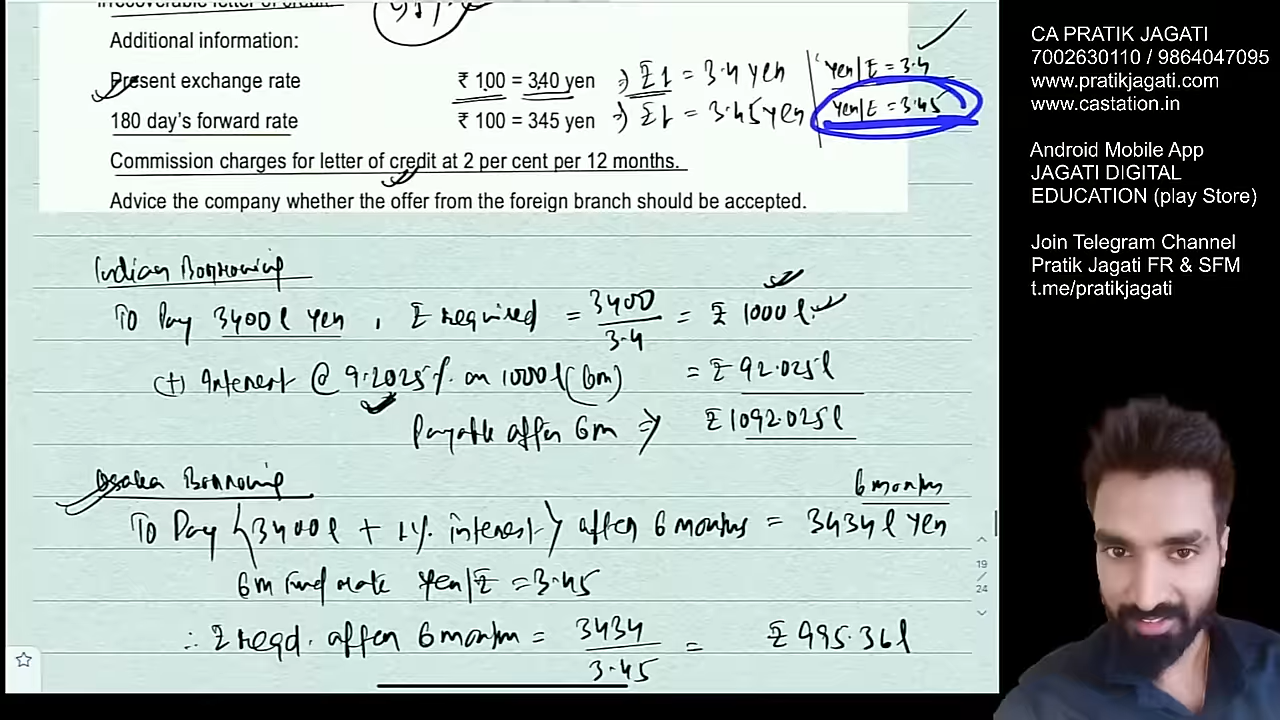 Irrecoverable letter of credit
Additional information:
Present exchange rate ₹ 100 = 340 yen ⇒ ₹1 = 3.4 yen Yen/₹ = 3.4
180 day's forward rate ₹ 100 = 345 yen ⇒ ₹1 = 3.45 yen Yen/₹ = 3.45
Commission charges for letter of credit at 2 per cent per 12 months.
Advice the company whether the offer from the foreign branch should be accepted.
Indian Borrowing
To Pay 3400 l Yen , ₹ required = 3400/3.4 = ₹ 1000 l.
(+) Interest @ 9.2025%. on 1000 l (6m) = ₹ 92.025 l
Payable after 6m ⇒ ₹ 1092.025 l
Osaka Borrowing
6 months
To Pay {3400 l + 1%. interest} after 6 months = 3434 l Yen
6m Fwd rate Yen/₹ = 3.45
∴ ₹ reqd. after 6 months = 3434/3.45 = ₹ 995.36 l
19
/
24
CA PRATIK JAGATI
7002630110 / 9864047095
www.pratikjagati.com
www.castation.in
Android Mobile App
JAGATI DIGITAL
EDUCATION (play Store)
Join Telegram Channel
Pratik Jagati FR & SFM
t.me/pratikjagati